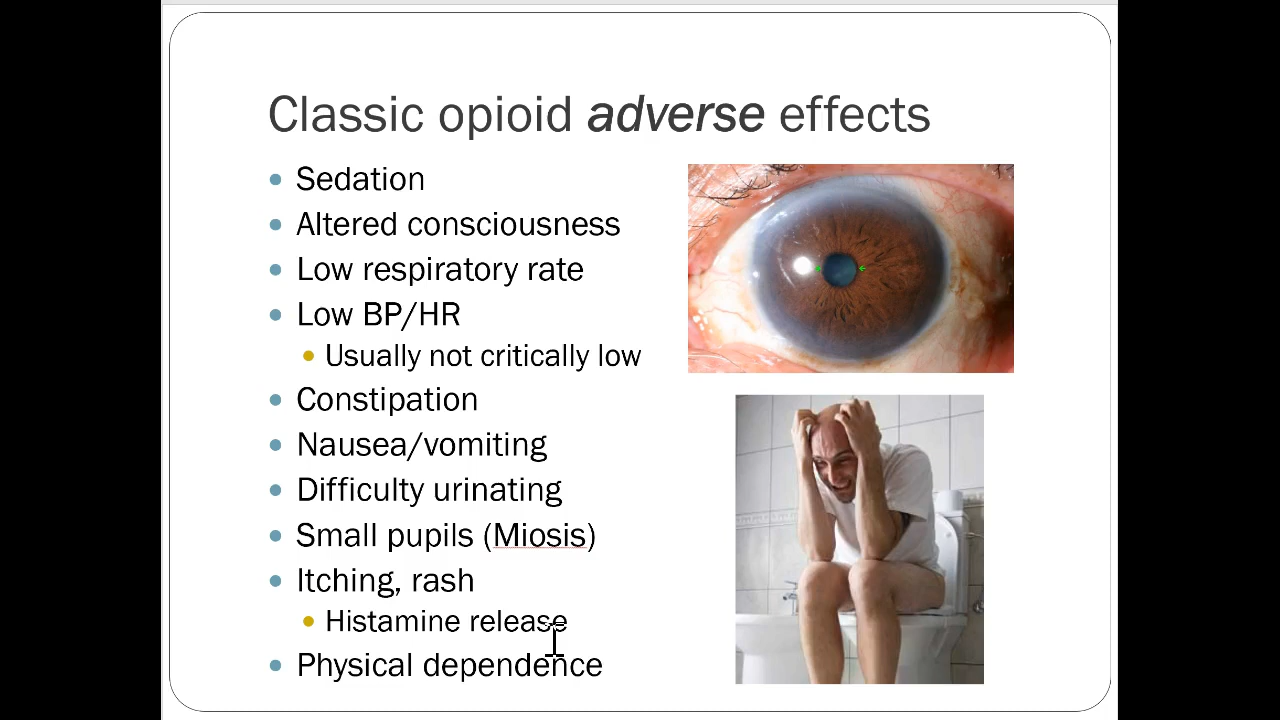 Classic opioid adverse effects
Sedation
Altered consciousness
Low respiratory rate
Low BP/HR
Usually not critically low
Constipation
Nausea/vomiting
Difficulty urinating
Small pupils (Miosis)
Itching, rash
Histamine release
Physical dependence